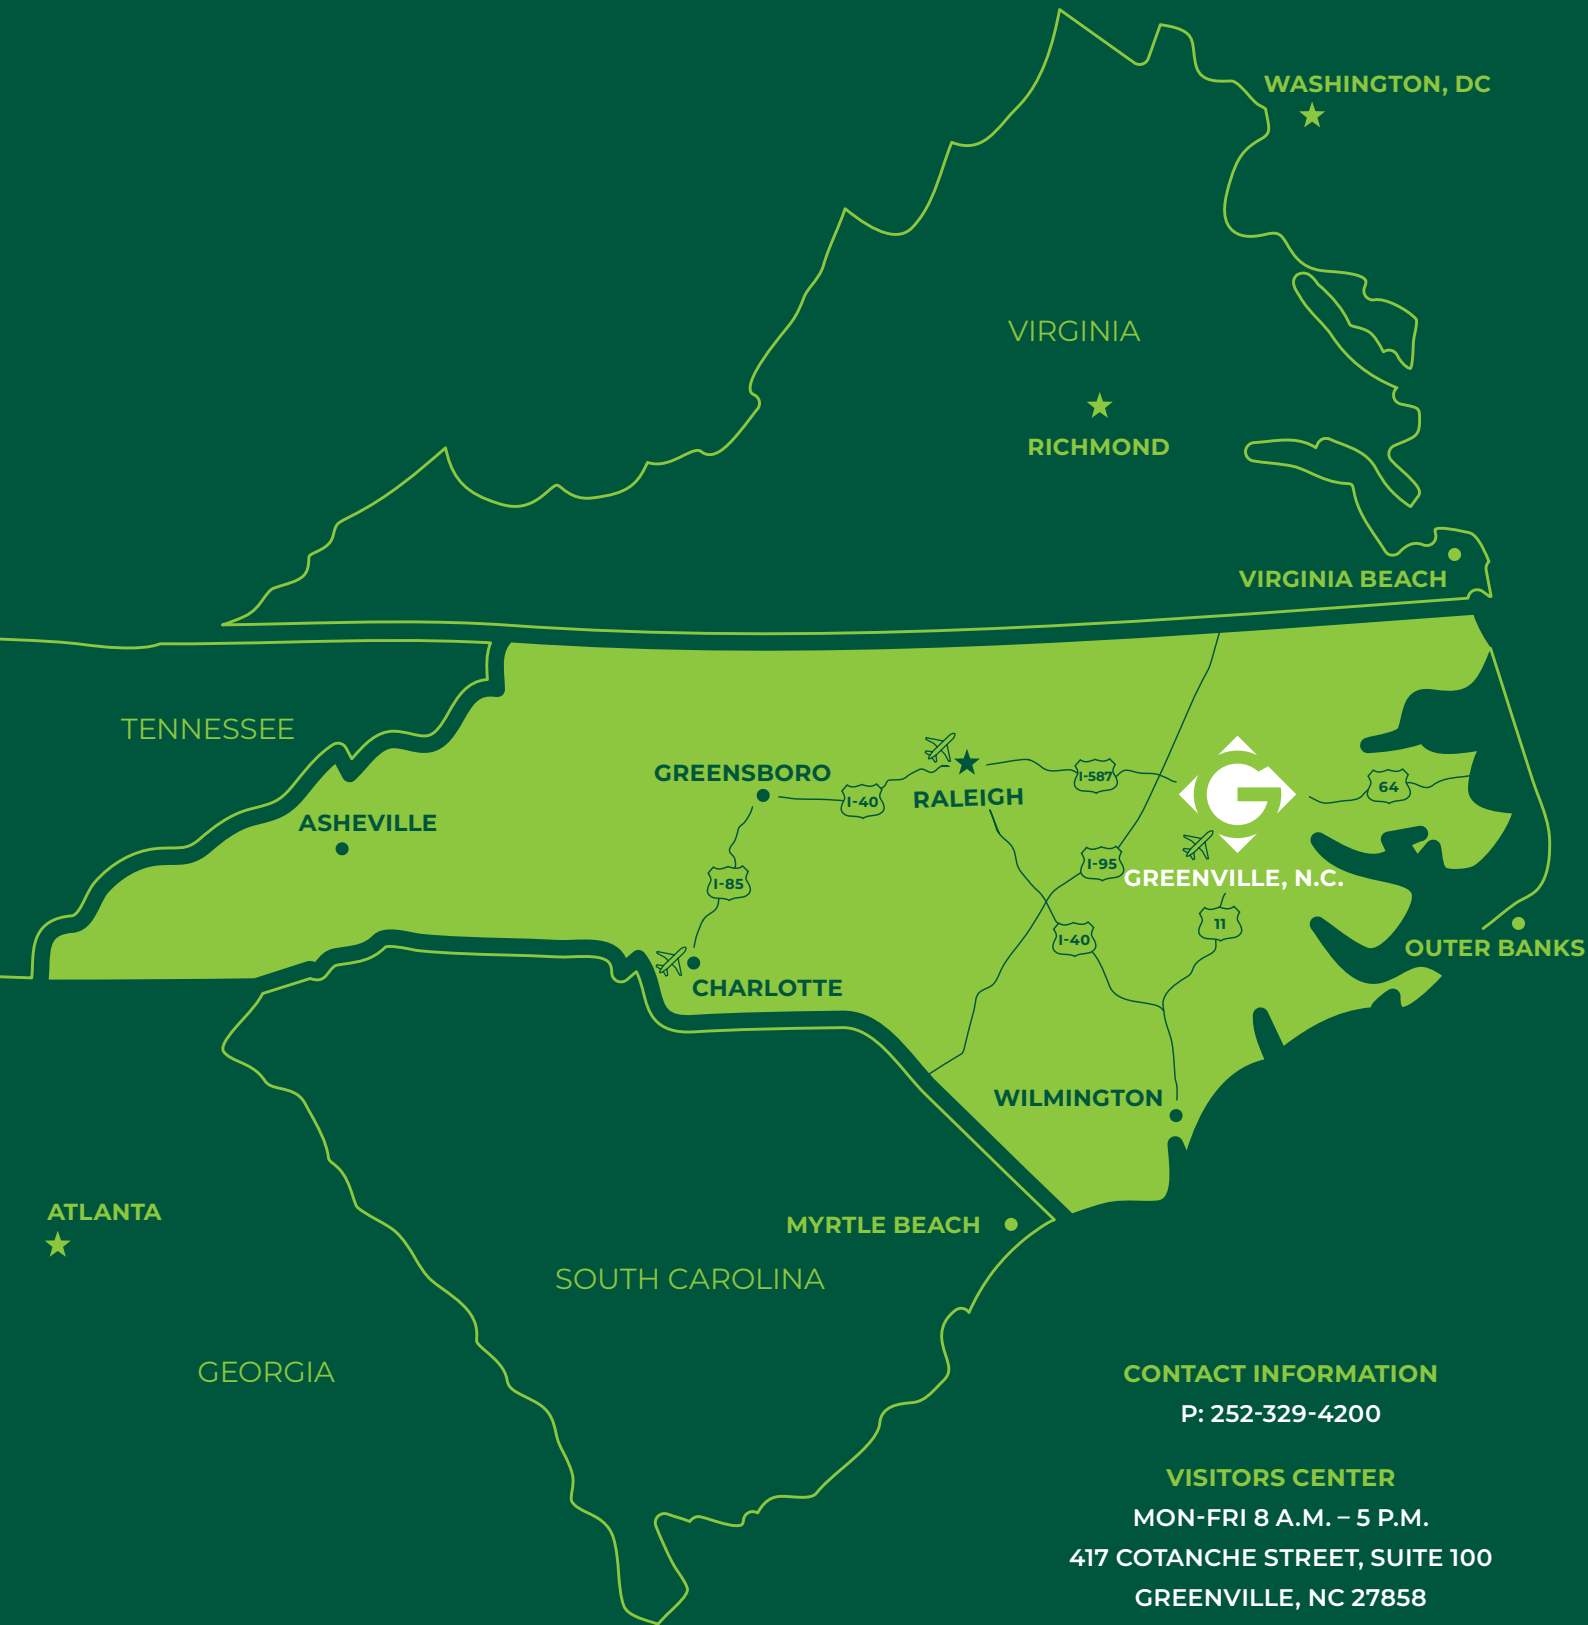 WASHINGTON, DC
VIRGINIA
RICHMOND
VIRGINIA BEACH
TENNESSEE
GREENSBORO
I-40
RALEIGH
I-587
64
ASHEVILLE
I-85
I-95
GREENVILLE, N.C.
11
I-40
OUTER BANKS
CHARLOTTE
WILMINGTON
ATLANTA
MYRTLE BEACH
SOUTH CAROLINA
GEORGIA
CONTACT INFORMATION
P: 252-329-4200
VISITORS CENTER
MON-FRI 8 A.M. – 5 P.M.
417 COTANCHE STREET, SUITE 100
GREENVILLE, NC 27858